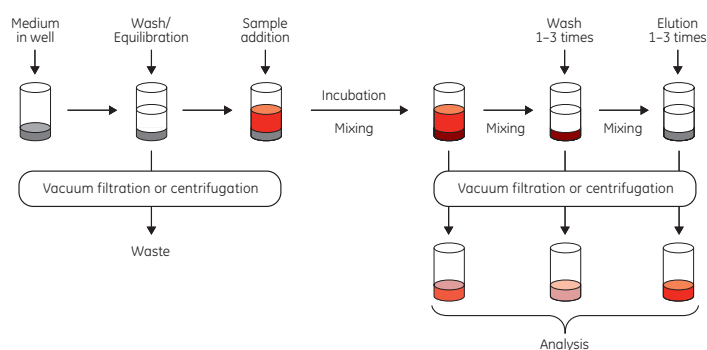 Medium
in well
Wash/
Equilibration
Sample
addition
Wash
1–3 times
Elution
1–3 times
Incubation
Mixing
Mixing
Mixing
Vacuum filtration or centrifugation
Vacuum filtration or centrifugation
Waste
Analysis